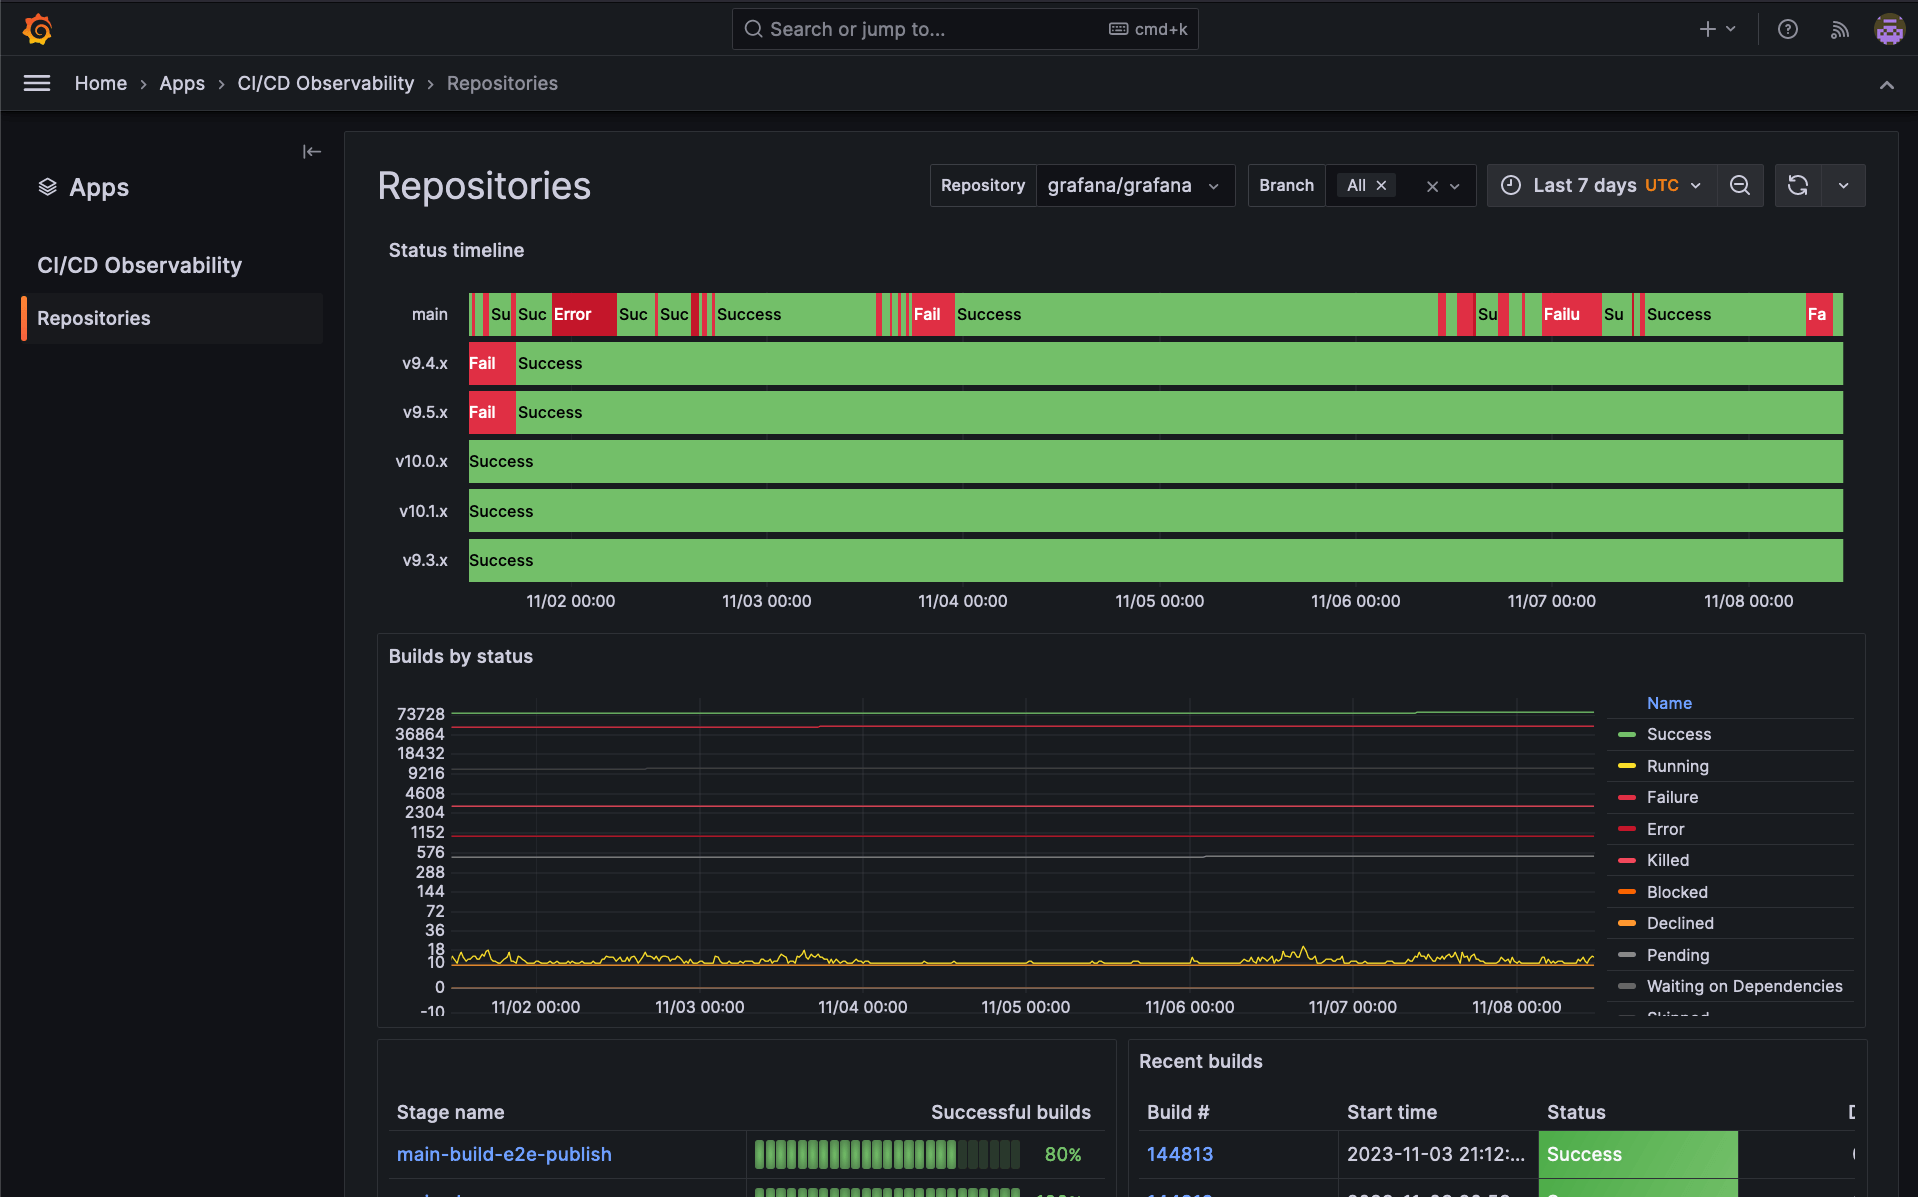 Search or jump to... cmd+k
Home › Apps › CI/CD Observability › Repositories
Apps
CI/CD Observability
Repositories
Repositories
Repository grafana/grafana Branch All Last 7 days UTC
Status timeline
main Su Suc Error Suc Suc Success Fail Success Su Failu Su Success Fa
v9.4.x Fail Success
v9.5.x Fail Success
v10.0.x Success
v10.1.x Success
v9.3.x Success
11/02 00:00 11/03 00:00 11/04 00:00 11/05 00:00 11/06 00:00 11/07 00:00 11/08 00:00
Builds by status
73728
36864
18432
9216
4608
2304
1152
576
288
144
72
36
18
10
0
-10
11/02 00:00 11/03 00:00 11/04 00:00 11/05 00:00 11/06 00:00 11/07 00:00 11/08 00:00
Name
Success
Running
Failure
Error
Killed
Blocked
Declined
Pending
Waiting on Dependencies
Skipped
Stage name Successful builds
main-build-e2e-publish 80%
Recent builds
Build # Start time Status
144813 2023-11-03 21:12:... Success